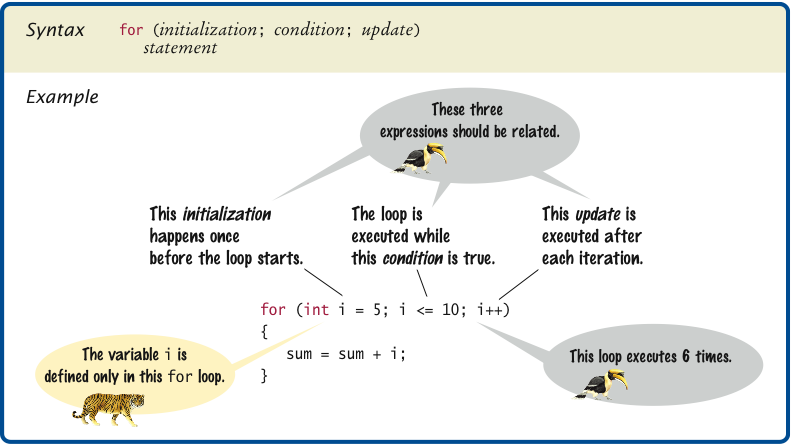 Syntax
for (initialization; condition; update)
statement
Example
These three
expressions should be related.
This initialization
happens once
before the loop starts.
The loop is
executed while
this condition is true.
This update is
executed after
each iteration.
for (int i = 5; i <= 10; i++)
{
sum = sum + i;
}
The variable i is
defined only in this for loop.
This loop executes 6 times.